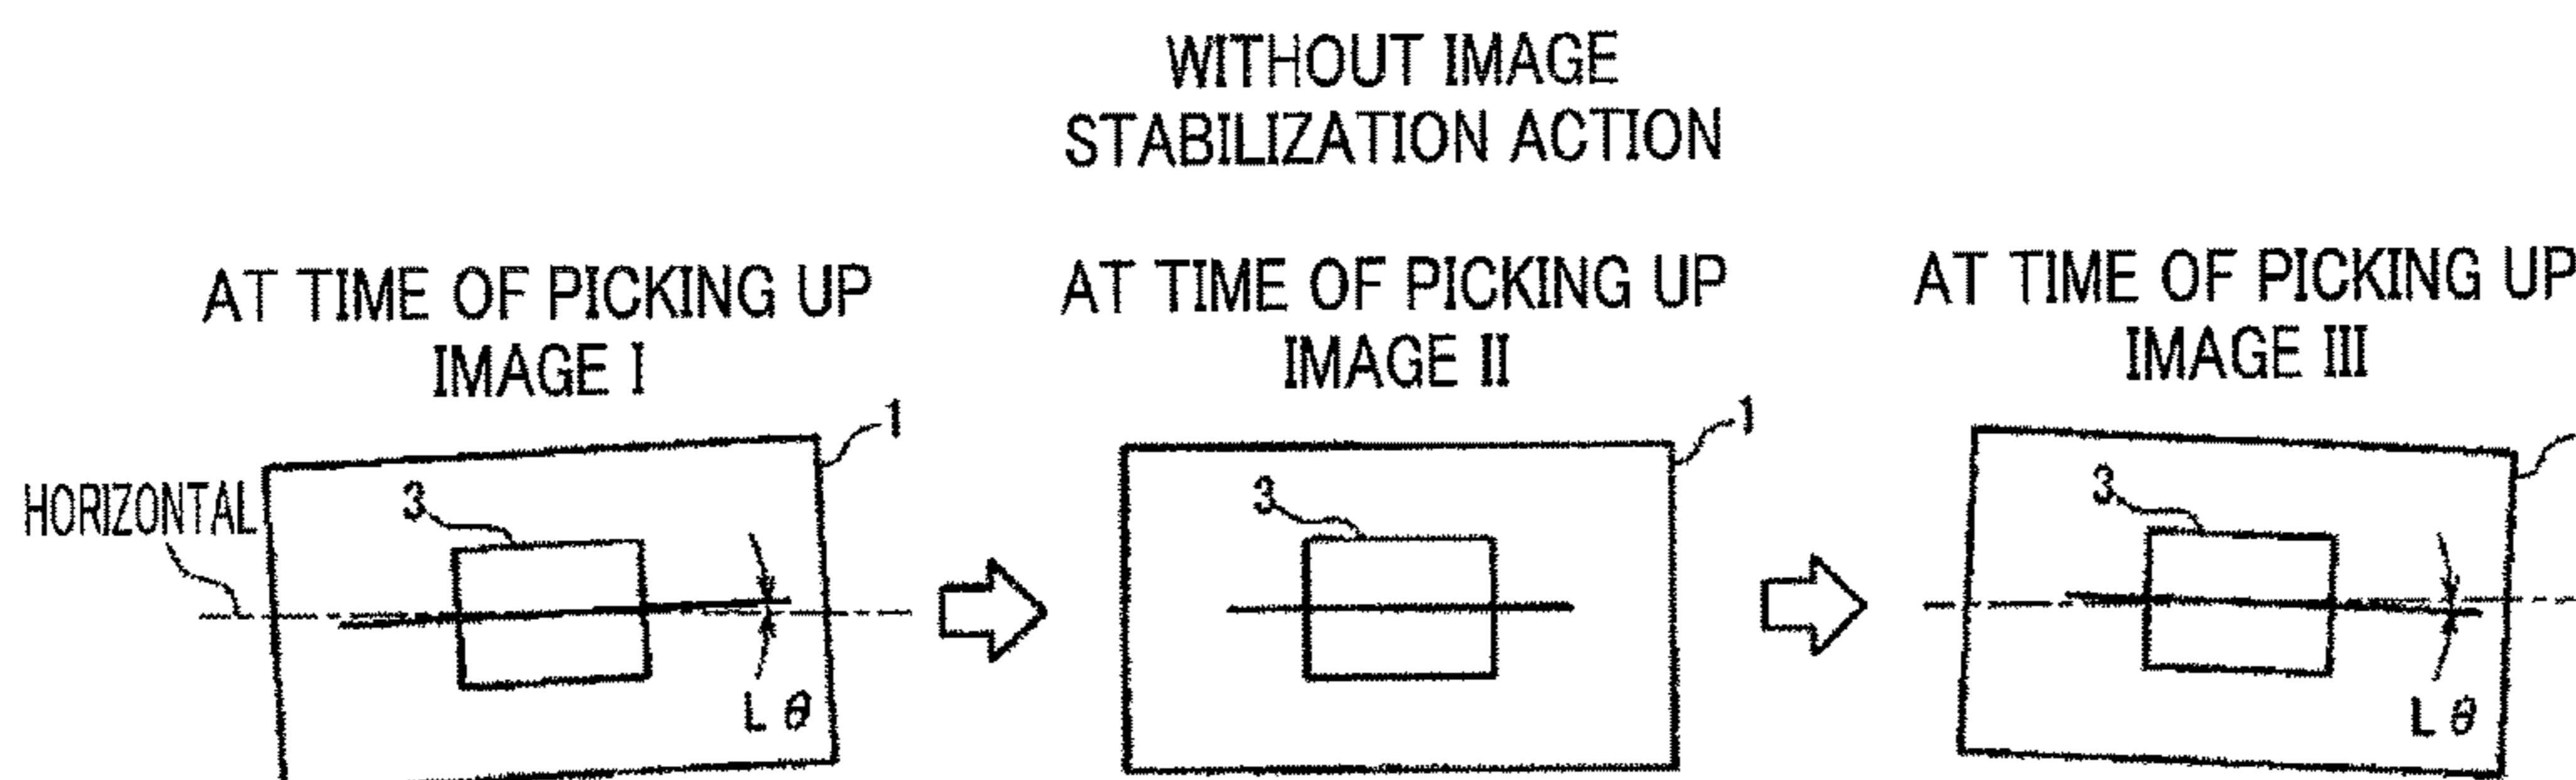 WITHOUT IMAGE
STABILIZATION ACTION
AT TIME OF PICKING UP
IMAGE I
AT TIME OF PICKING UP
IMAGE II
AT TIME OF PICKING UP
IMAGE III
HORIZONTAL
1
3
Lθ
1
3
3
Lθ